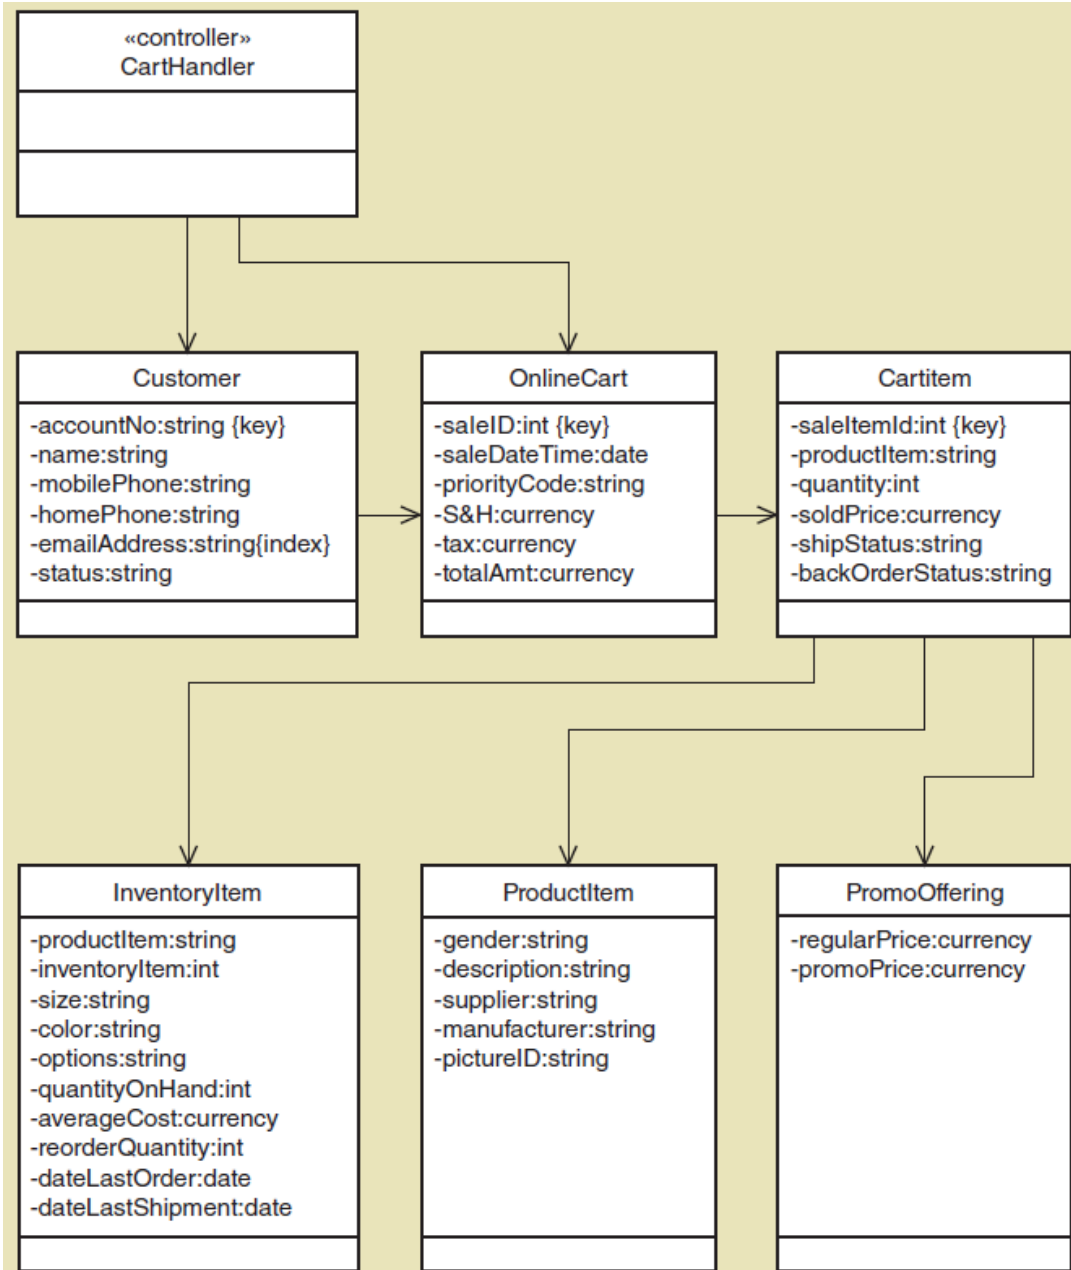 «controller»
CartHandler
Customer
-accountNo:string {key}
-name:string
-mobilePhone:string
-homePhone:string
-emailAddress:string{index}
-status:string
OnlineCart
-saleID:int {key}
-saleDateTime:date
-priorityCode:string
-S&H:currency
-tax:currency
-totalAmt:currency
Cartitem
-saleItemId:int {key}
-productItem:string
-quantity:int
-soldPrice:currency
-shipStatus:string
-backOrderStatus:string
InventoryItem
-productItem:string
-inventoryItem:int
-size:string
-color:string
-options:string
-quantityOnHand:int
-averageCost:currency
-reorderQuantity:int
-dateLastOrder:date
-dateLastShipment:date
ProductItem
-gender:string
-description:string
-supplier:string
-manufacturer:string
-pictureID:string
PromoOffering
-regularPrice:currency
-promoPrice:currency